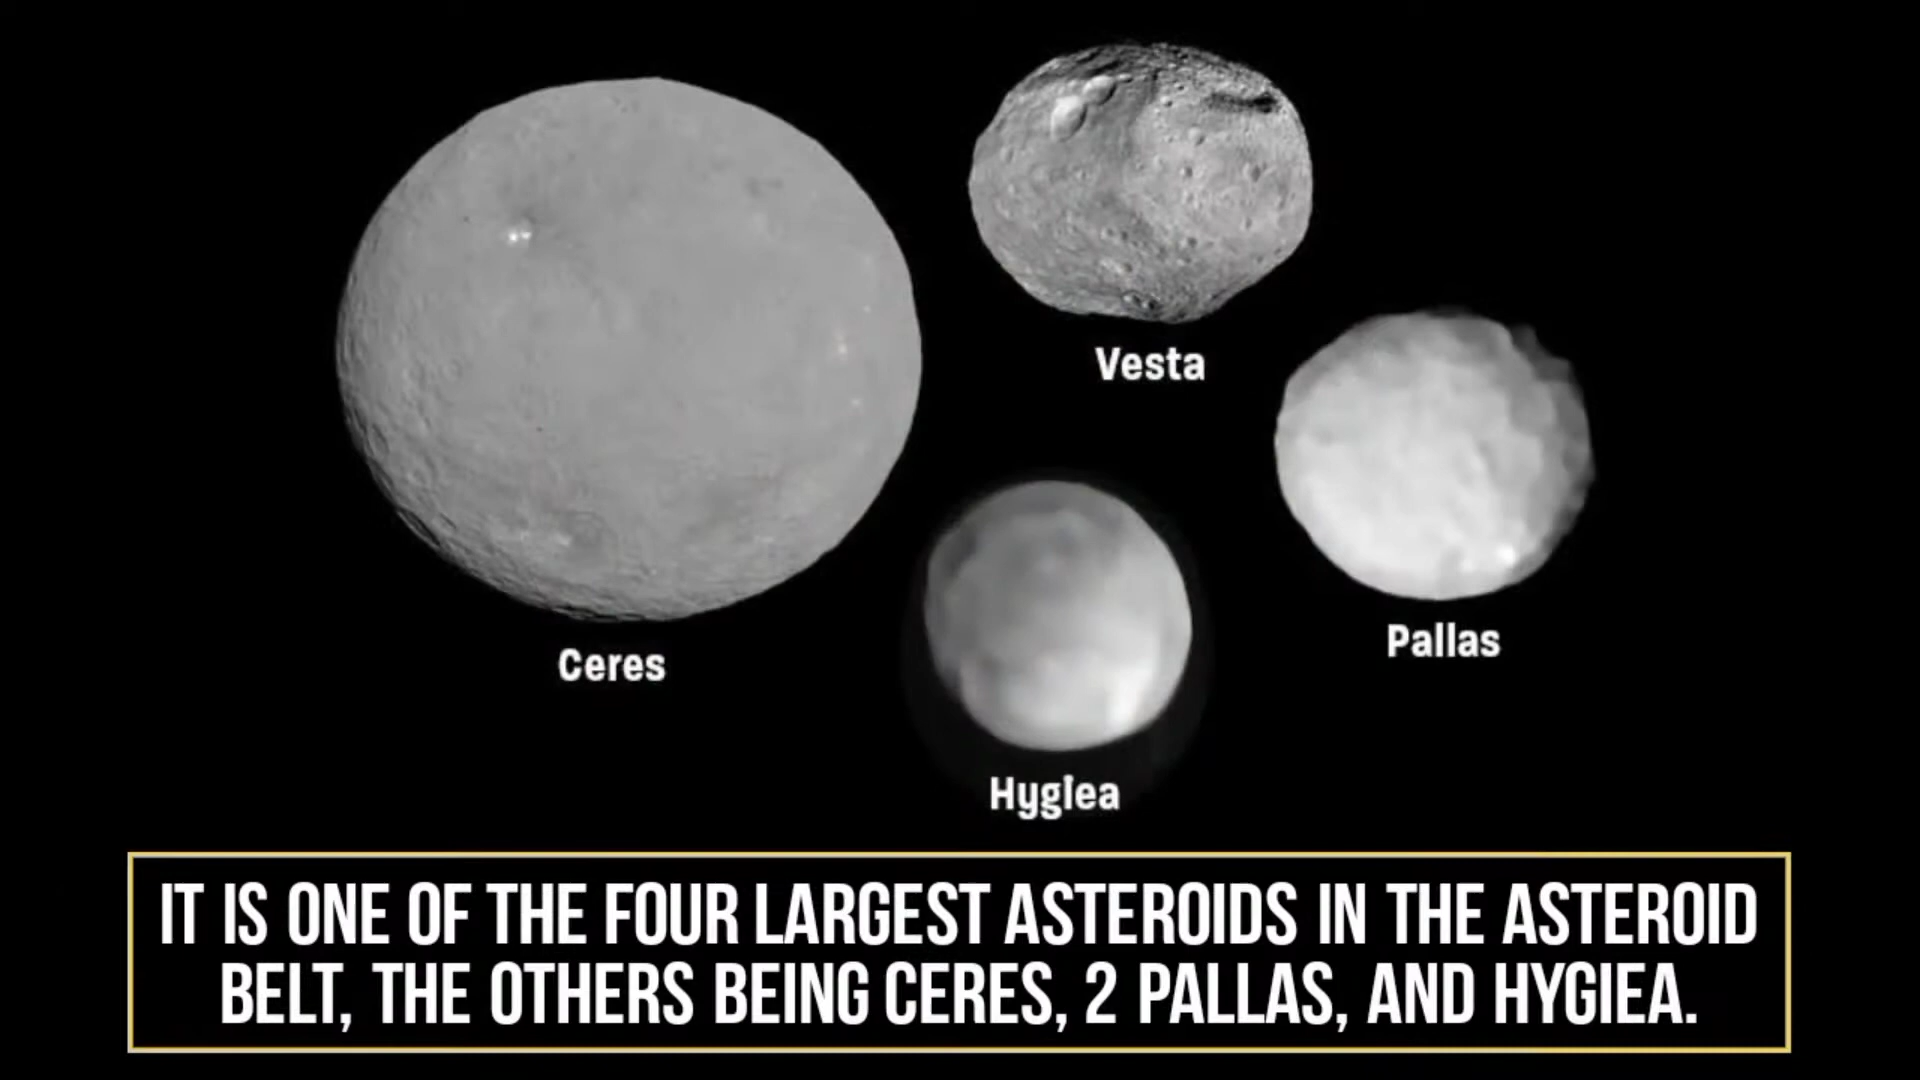 Vesta
Ceres
Pallas
Hygiea
IT IS ONE OF THE FOUR LARGEST ASTEROIDS IN THE ASTEROID
BELT, THE OTHERS BEING CERES, 2 PALLAS, AND HYGIEA.